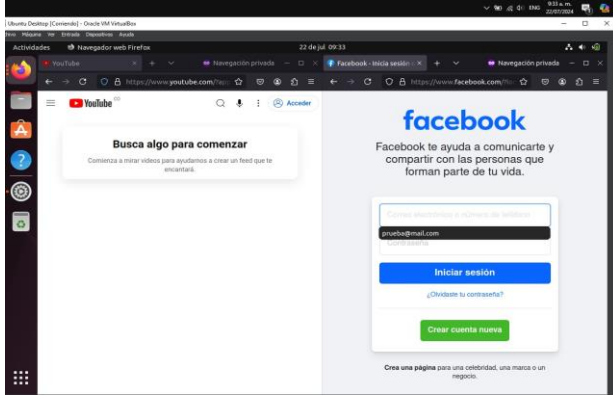 ENG
9:33 a. m.
22/07/2024
Ubuntu Desktop [Corriendo] - Oracle VM VirtualBox
Máquina Ver Entrada Dispositivos Ayuda
Actividades
Navegador web Firefox
22 de jul 09:33
YouTube
Navegación privada
Facebook - Inicia sesión
Navegación privada
https://www.youtube.com
https://www.facebook.com
YouTube
Acceder
Busca algo para comenzar
Comienza a mirar videos para ayudarnos a crear un feed que te
encantará.
facebook
Facebook te ayuda a comunicarte y
compartir con las personas que
forman parte de tu vida.
Correo electrónico o número de teléfono
prueba@mail.com
Contraseña
Iniciar sesión
¿Olvidaste tu contraseña?
Crear cuenta nueva
Crea una página para una celebridad, una marca o un
negocio.